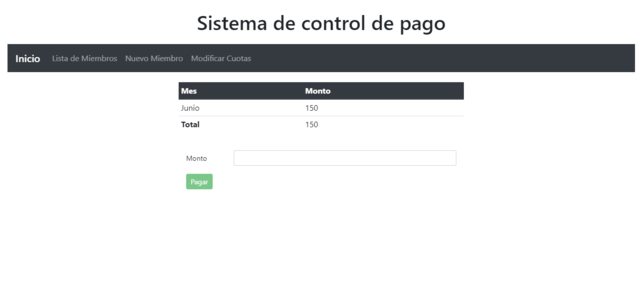 Sistema de control de pago
Inicio Lista de Miembros Nuevo Miembro Modificar Cuotas
Mes Monto
Junio 150
Total 150
Monto
Pagar